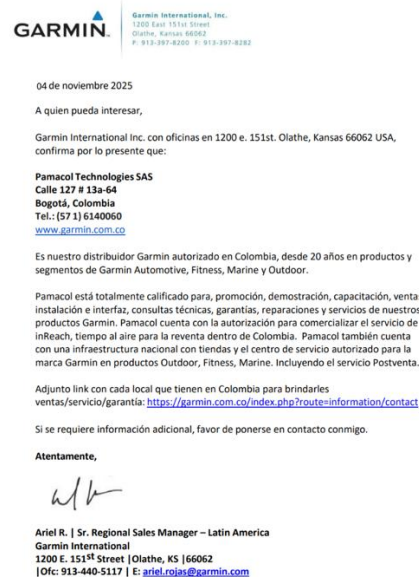 GARMIN
Garmin International, Inc.
1200 East 151st Street
Olathe, Kansas 66062
P: 913-397-8200 F: 913-397-8282
04 de noviembre 2025
A quien pueda interesar,
Garmin International Inc. con oficinas en 1200 e. 151st. Olathe, Kansas 66062 USA,
confirma por lo presente que:
Pamacol Technologies SAS
Calle 127 # 13a-64
Bogotá, Colombia
Tel.: (57 1) 6140060
www.garmin.com.co
Es nuestro distribuidor Garmin autorizado en Colombia, desde 20 años en productos y
segmentos de Garmin Automotive, Fitness, Marine y Outdoor.
Pamacol está totalmente calificado para, promoción, demostración, capacitación, venta
instalación e interfaz, consultas técnicas, garantías, reparaciones y servicios de nuestros
productos Garmin. Pamacol cuenta con la autorización para comercializar el servicio de
inReach, tiempo al aire para la reventa dentro de Colombia. Pamacol también cuenta
con una infraestructura nacional con tiendas y el centro de servicio autorizado para la
marca Garmin en productos Outdoor, Fitness, Marine. Incluyendo el servicio Postventa.
Adjunto link con cada local que tienen en Colombia para brindarles
ventas/servicio/garantía: https://garmin.com.co/index.php?route=information/contact
Si se requiere información adicional, favor de ponerse en contacto conmigo.
Atentamente,
Ariel R. | Sr. Regional Sales Manager – Latin America
Garmin International
1200 E. 151st Street |Olathe, KS |66062
|Ofc: 913-440-5117 | E: ariel.rojas@garmin.com